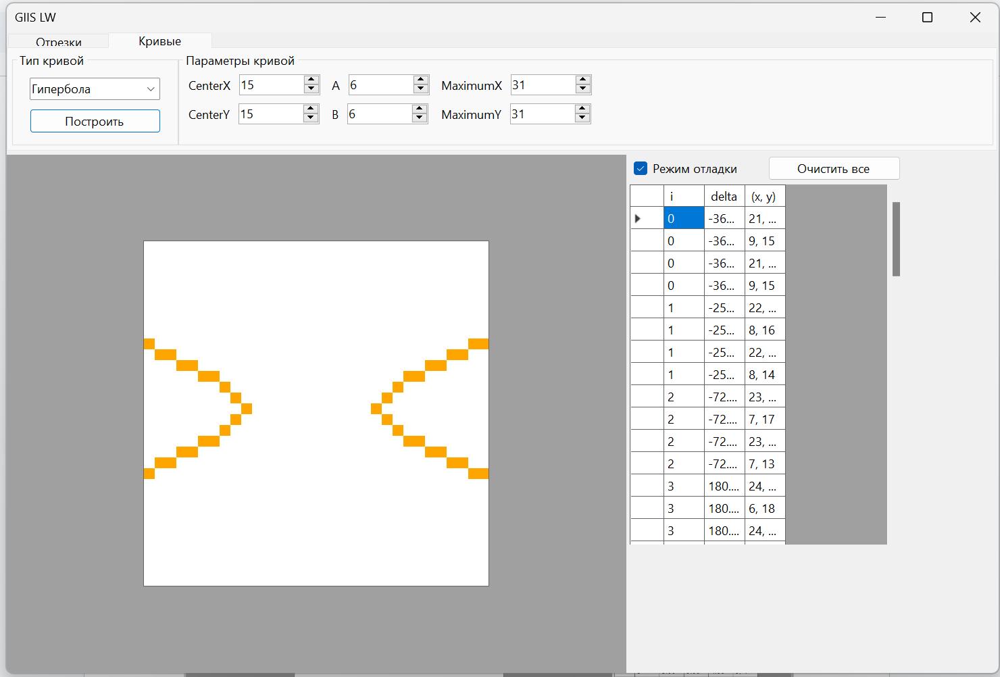 GIIS LW
Отрезки Кривые
Тип кривой Параметры кривой
Гипербола CenterX 15 A 6 MaximumX 31
Построить CenterY 15 B 6 MaximumY 31
Режим отладки Очистить все
i delta (x, y)
0 -36... 21, ...
0 -36... 9, 15
0 -36... 21, ...
0 -36... 9, 15
1 -25... 22, ...
1 -25... 8, 16
1 -25... 22, ...
1 -25... 8, 14
2 -72.... 23, ...
2 -72.... 7, 17
2 -72.... 23, ...
2 -72.... 7, 13
3 180.... 24, ...
3 180.... 6, 18
3 180.... 24, ...